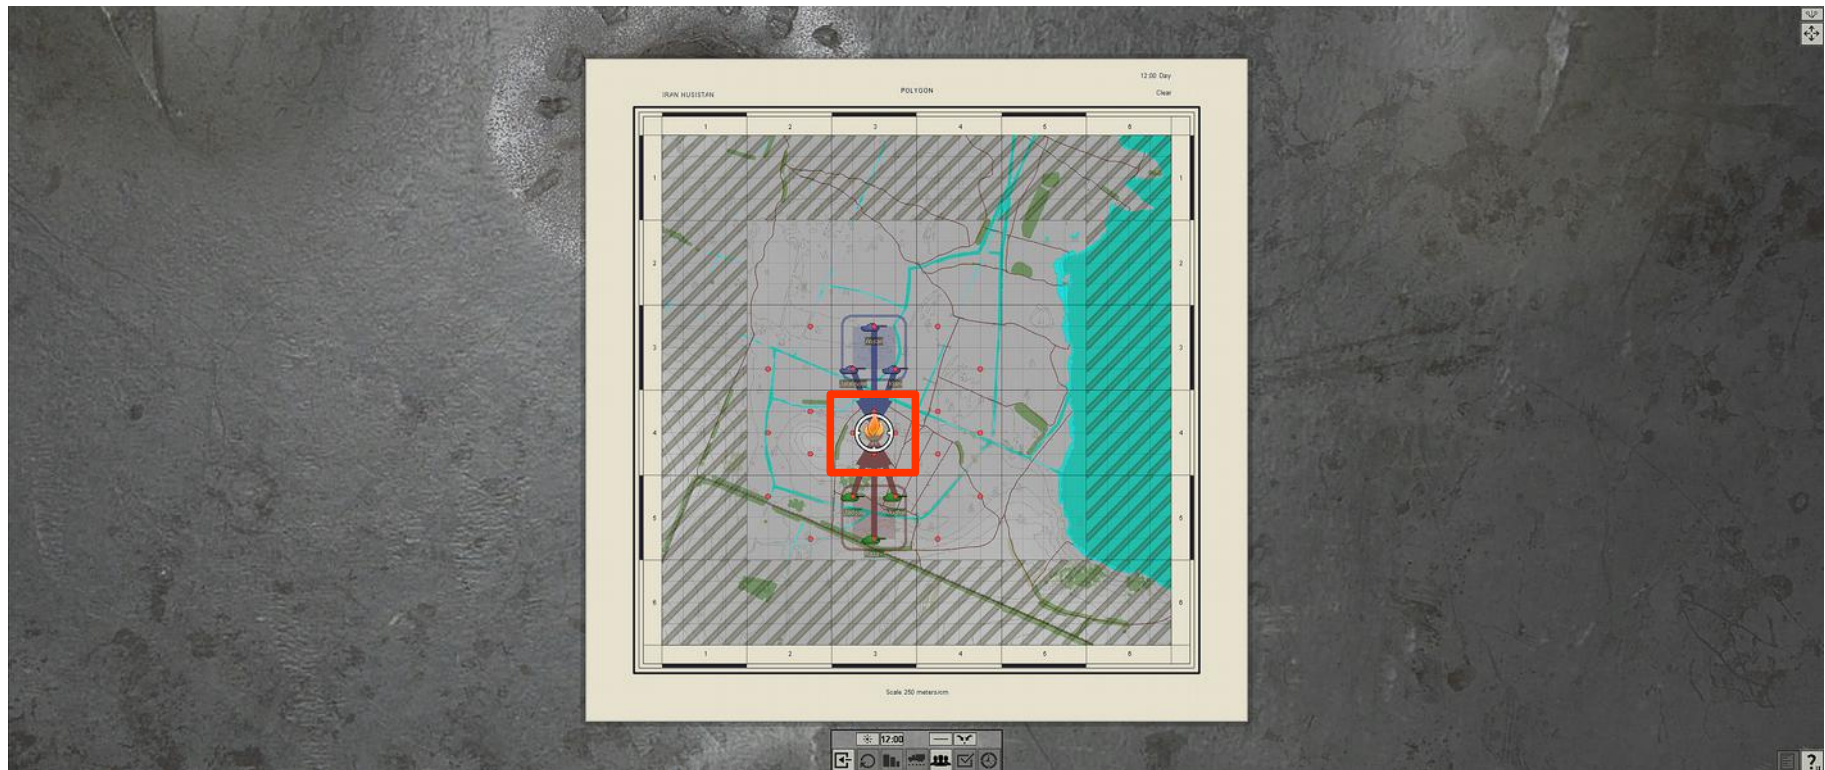 12:00 Day
IRAN HUSISTAN
POLYGON
Clear
1 2 3 4 5 6
1 1
2 2
3 3
4 4
5 5
6 6
1 2 3 4 5 6
Scale 250 meters/cm
12:00
?